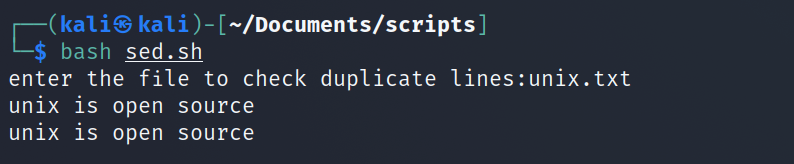 ┌──(kali㉿kali)-[~/Documents/scripts]
└─$ bash sed.sh
enter the file to check duplicate lines:unix.txt
unix is open source
unix is open source